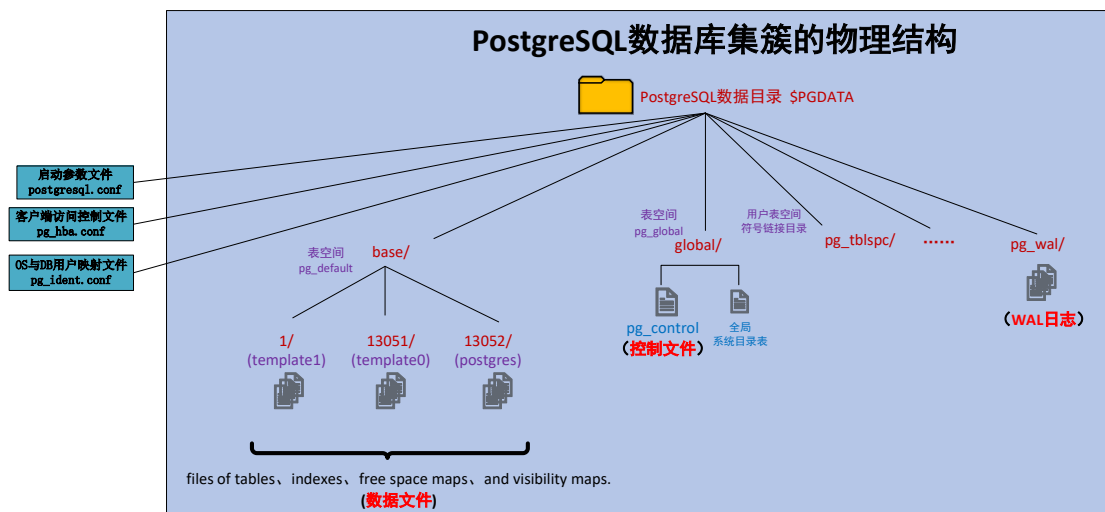 PostgreSQL数据库集簇的物理结构
PostgreSQL数据目录 $PGDATA
启动参数文件
postgresql.conf
客户端访问控制文件
pg_hba.conf
OS与DB用户映射文件
pg_ident.conf
表空间
pg_default
base/
表空间
pg_global
global/
用户表空间
符号链接目录
pg_tblspc/
……
pg_wal/
(WAL日志)
pg_control
(控制文件)
全局
系统目录表
1/
(template1)
13051/
(template0)
13052/
(postgres)
files of tables、indexes、free space maps、and visibility maps.
(数据文件)